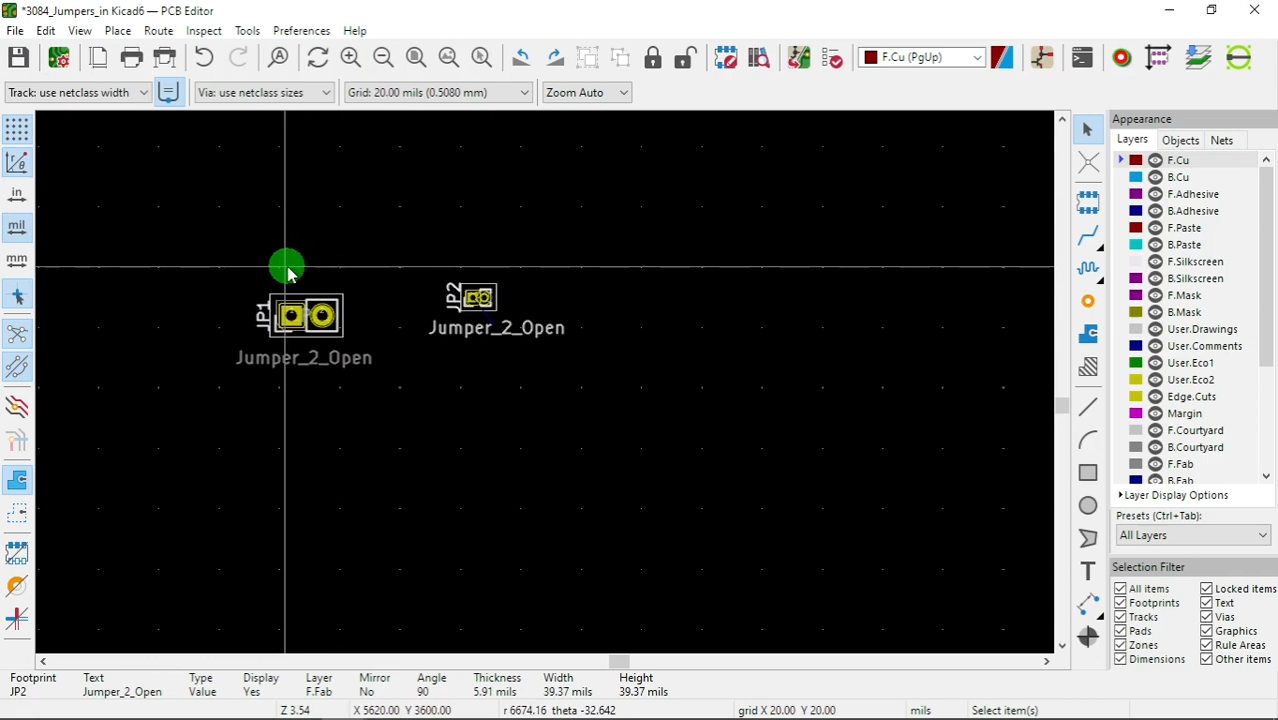 *3084_Jumpers_in Kicad6 — PCB Editor
File Edit View Place Route Inspect Tools Preferences Help
F.Cu (PgUp)
Track: use netclass width Via: use netclass sizes Grid: 20.00 mils (0.5080 mm) Zoom Auto
Appearance
Layers Objects Nets
F.Cu
B.Cu
F.Adhesive
B.Adhesive
F.Paste
B.Paste
F.Silkscreen
B.Silkscreen
F.Mask
B.Mask
User.Drawings
User.Comments
User.Eco1
User.Eco2
Edge.Cuts
Margin
F.Courtyard
B.Courtyard
F.Fab
B.Fab
Layer Display Options
Presets (Ctrl+Tab):
All Layers
Selection Filter
All items Locked items
Footprints Text
Tracks Vias
Pads Graphics
Zones Rule Areas
Dimensions Other items
in
mil
mm
JP1
Jumper_2_Open
JP2
Jumper_2_Open
Footprint Text Type Display Layer Mirror Angle Thickness Width Height
JP2 Jumper_2_Open Value Yes F.Fab No 90 5.91 mils 39.37 mils 39.37 mils
Z 3.54 X 5620.00 Y 3600.00 r 6674.16 theta -32.642 grid X 20.00 Y 20.00 mils Select item(s)